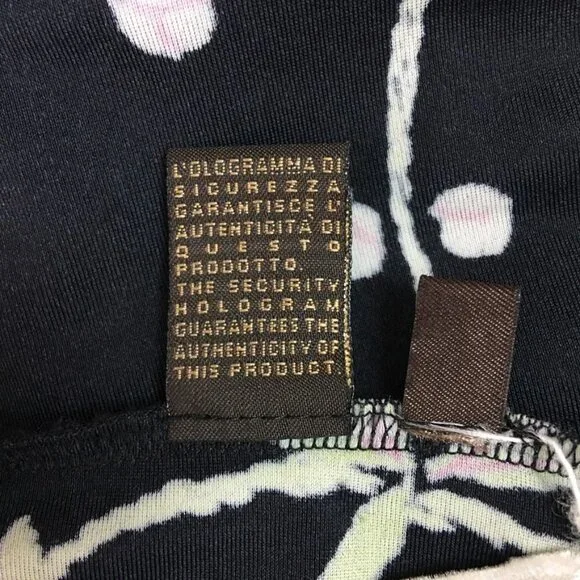 L'OLOGRAMMA DI
SICUREZZA
GARANTISCE L'
AUTENTICITÀ DI
QUESTO
PRODOTTO.
THE SECURITY
HOLOGRAM
GUARANTEES THE
AUTHENTICITY OF
THIS PRODUCT.